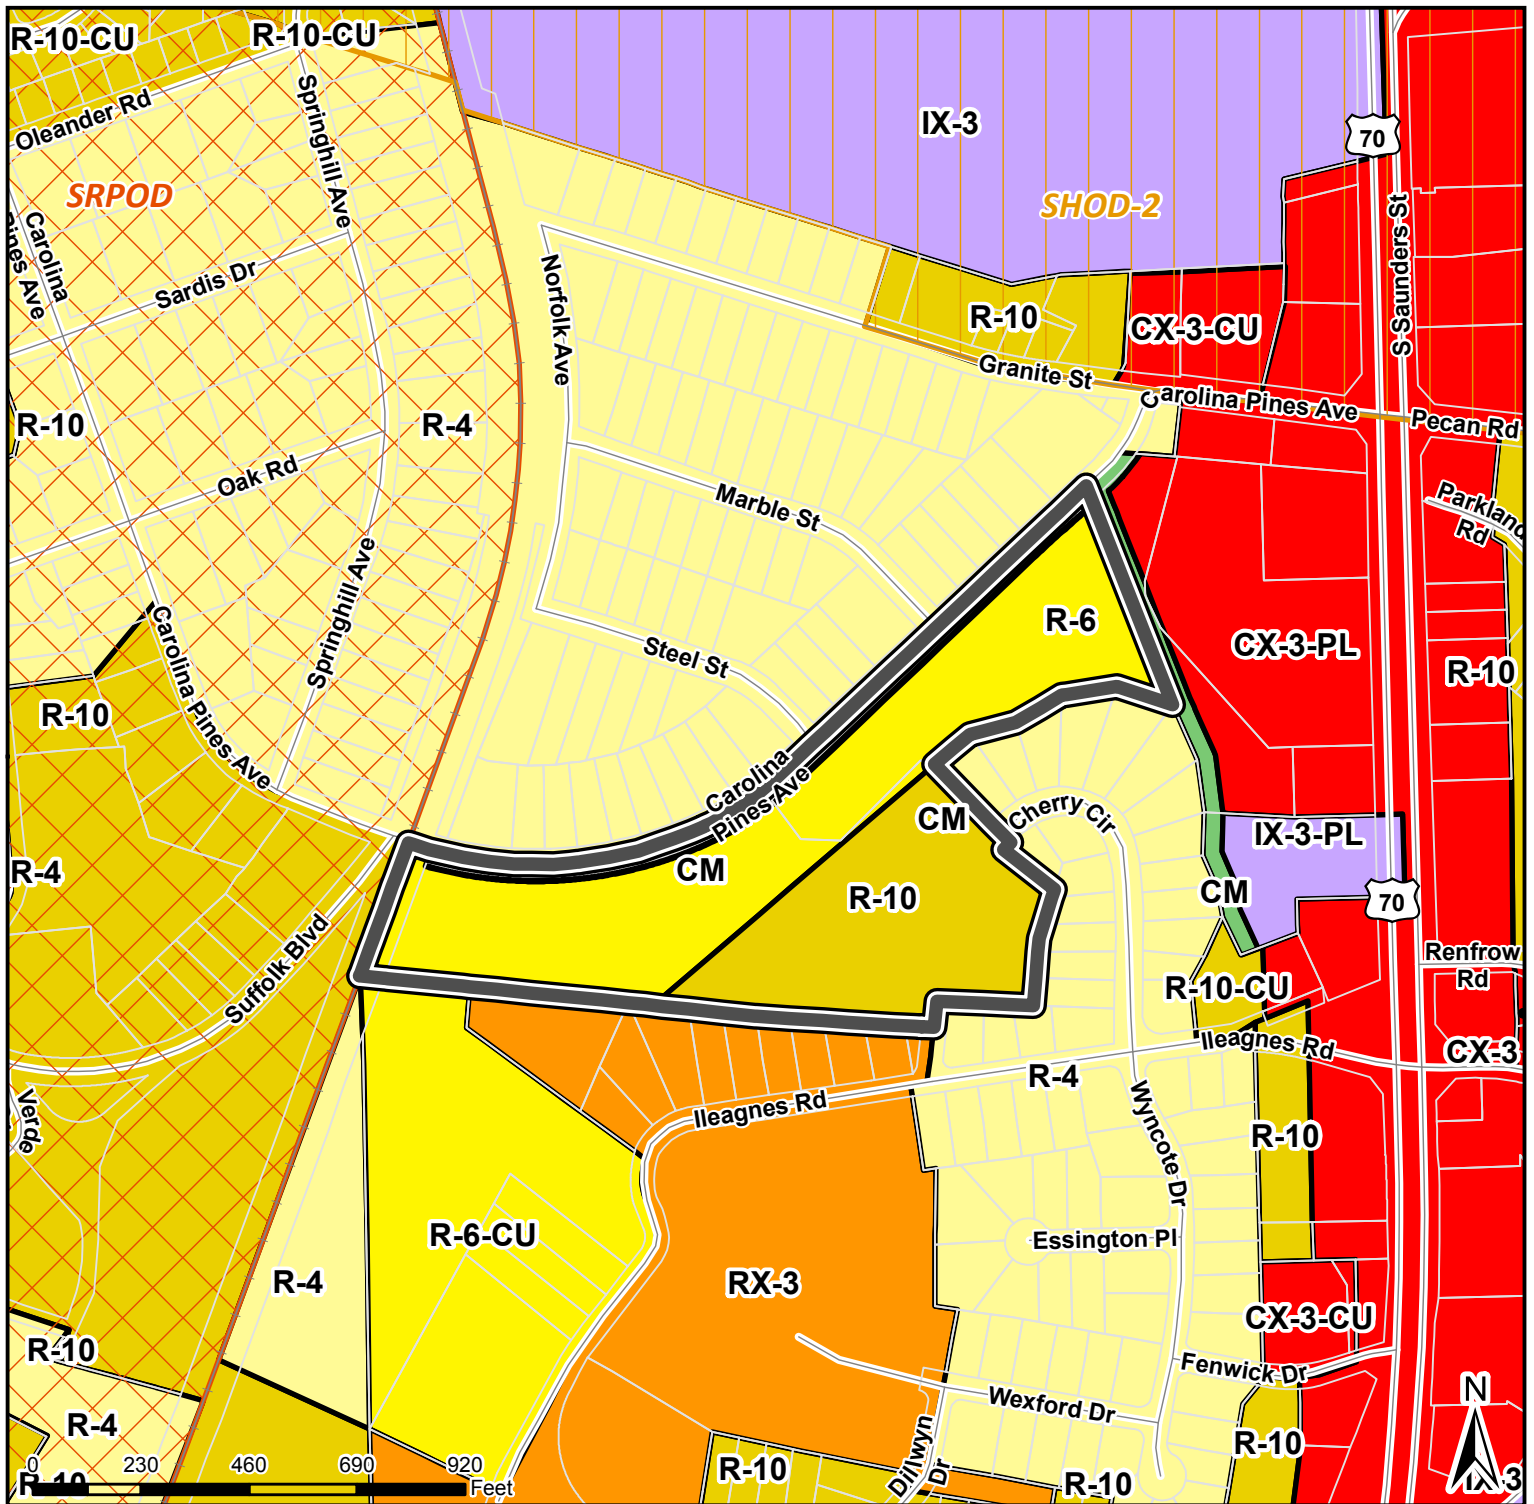 R-10-CU
R-10-CU
Oleander Rd
Springhill Ave
IX-3
70
SRPOD
SHOD-2
S Saunders St
Carolina
Pines Ave
Sardis Dr
Norfolk Ave
R-10
CX-3-CU
Granite St
Carolina Pines Ave
Pecan Rd
R-10
R-4
Oak Rd
Marble St
Parkland
Rd
Springhill Ave
R-6
CX-3-PL
R-10
Carolina Pines Ave
Steel St
R-10
Carolina
Pines Ave
CM
Cherry Cir
IX-3-PL
R-4
CM
R-10
CM
70
Suffolk Blvd
Renfrow
Rd
R-10-CU
Ileagnes Rd
CX-3
R-4
Verde
Ileagnes Rd
Wyncote Dr
R-10
R-6-CU
Essington Pl
R-4
RX-3
CX-3-CU
R-10
Fenwick Dr
Wexford Dr
N
R-4
Dillwyn
Dr
R-10
R-10
R-10
R-10
IX-3
0 230 460 690 920
Feet